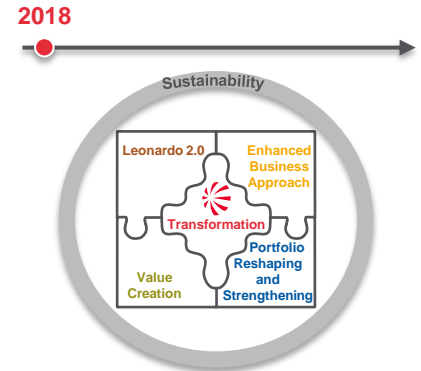 2018
Sustainability
Leonardo 2.0
Enhanced
Business
Approach
Transformation
Value
Creation
Portfolio
Reshaping
and
Strengthening